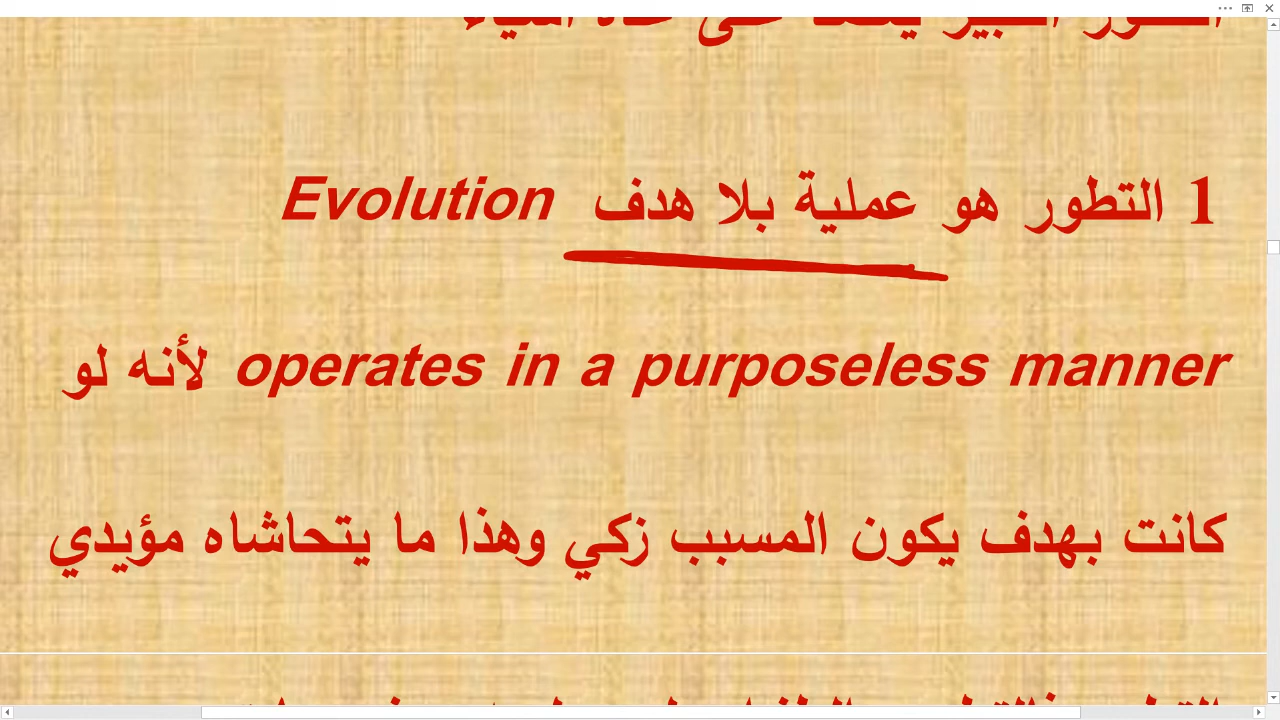 1 التطور هو عملية بلا هدف Evolution
operates in a purposeless manner لأنه لو
كانت بهدف يكون المسبب زكي وهذا ما يتحاشاه مؤيدي